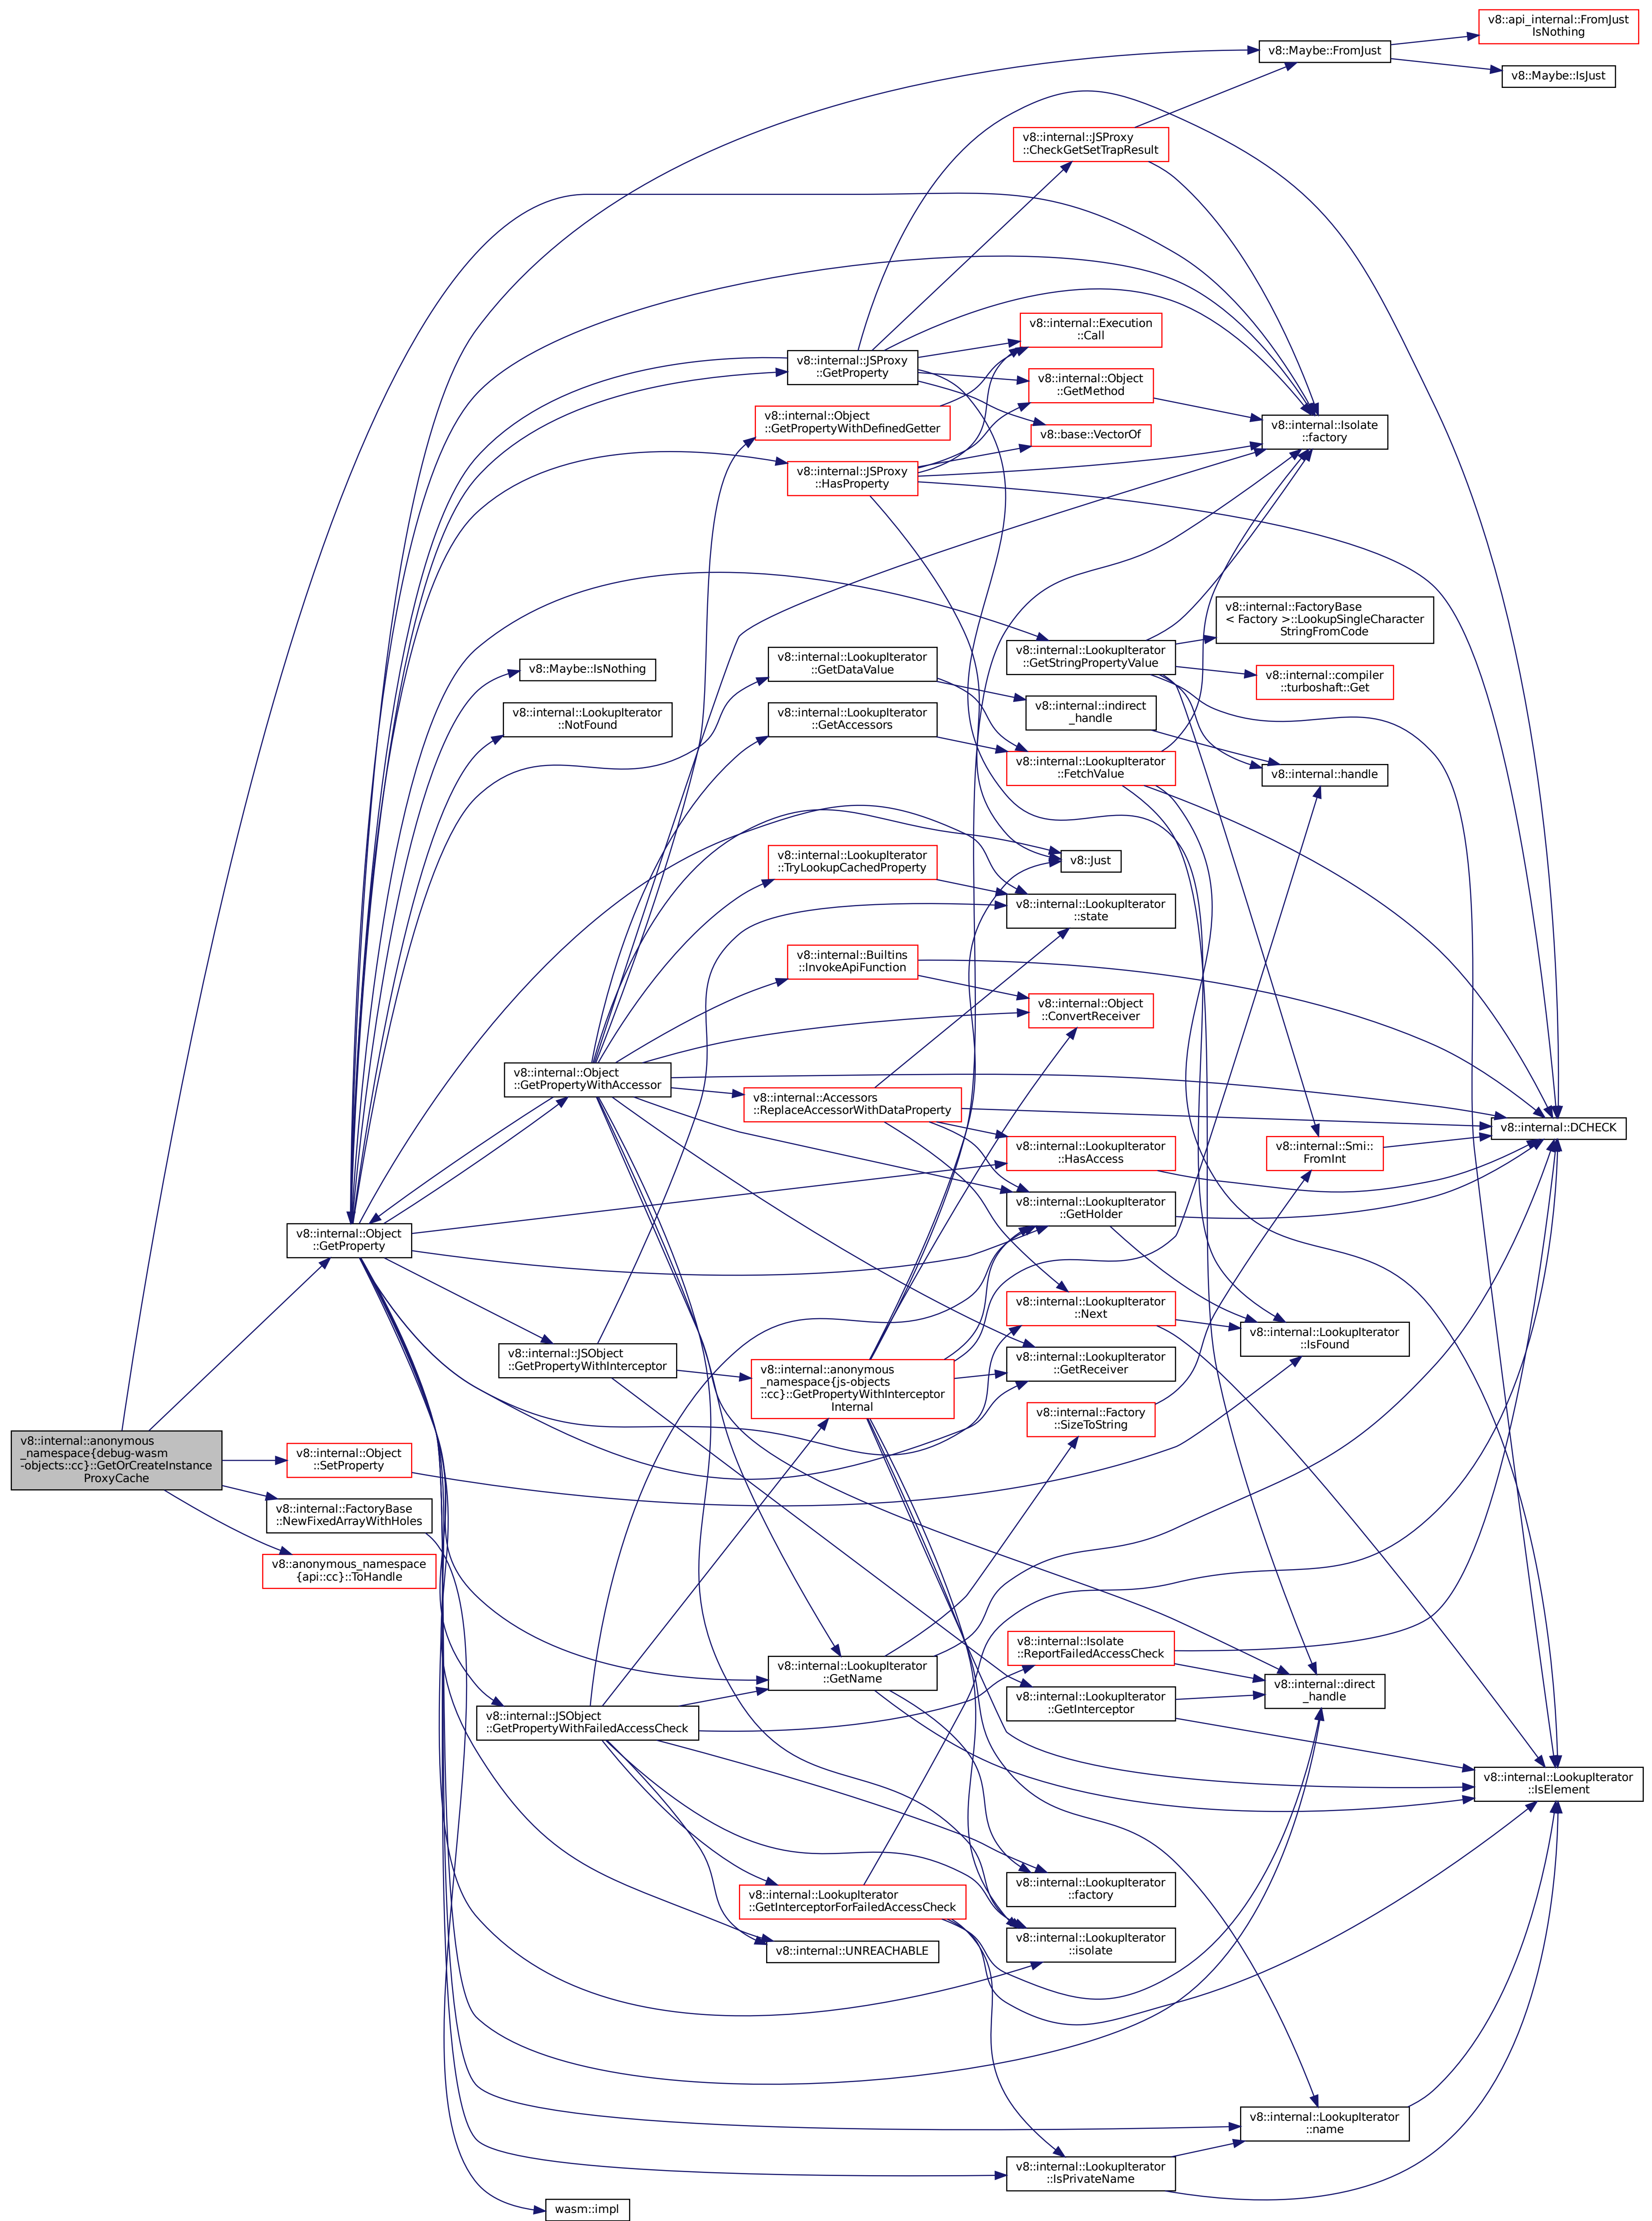 v8::api_internal::FromJust
IsNothing
v8::Maybe::FromJust
v8::Maybe::IsJust
v8::internal::JSProxy
::CheckGetSetTrapResult
v8::internal::Execution
::Call
v8::internal::JSProxy
::GetProperty
v8::internal::Object
::GetMethod
v8::internal::Object
::GetPropertyWithDefinedGetter
v8::internal::Isolate
::factory
v8::base::VectorOf
v8::internal::JSProxy
::HasProperty
v8::internal::FactoryBase
< Factory >::LookupSingleCharacter
StringFromCode
v8::internal::LookupIterator
::GetStringPropertyValue
v8::Maybe::IsNothing
v8::internal::LookupIterator
::GetDataValue
v8::internal::compiler
::turboshaft::Get
v8::internal::LookupIterator
::NotFound
v8::internal::LookupIterator
::GetAccessors
v8::internal::indirect
_handle
v8::internal::LookupIterator
::FetchValue
v8::internal::handle
v8::internal::LookupIterator
::TryLookupCachedProperty
v8::Just
v8::internal::LookupIterator
::state
v8::internal::Builtins
::InvokeApiFunction
v8::internal::Object
::ConvertReceiver
v8::internal::Object
::GetPropertyWithAccessor
v8::internal::Accessors
::ReplaceAccessorWithDataProperty
v8::internal::DCHECK
v8::internal::LookupIterator
::HasAccess
v8::internal::Smi::
FromInt
v8::internal::LookupIterator
::GetHolder
v8::internal::Object
::GetProperty
v8::internal::LookupIterator
::Next
v8::internal::LookupIterator
::IsFound
v8::internal::JSObject
::GetPropertyWithInterceptor
v8::internal::LookupIterator
::GetReceiver
v8::internal::anonymous
_namespace{js-objects
::cc}::GetPropertyWithInterceptor
Internal
v8::internal::Factory
::SizeToString
v8::internal::anonymous
_namespace{debug-wasm
-objects::cc}::GetOrCreateInstance
ProxyCache
v8::internal::Object
::SetProperty
v8::internal::FactoryBase
::NewFixedArrayWithHoles
v8::anonymous_namespace
{api::cc}::ToHandle
v8::internal::Isolate
::ReportFailedAccessCheck
v8::internal::LookupIterator
::GetName
v8::internal::LookupIterator
::GetInterceptor
v8::internal::direct
_handle
v8::internal::JSObject
::GetPropertyWithFailedAccessCheck
v8::internal::LookupIterator
::IsElement
v8::internal::LookupIterator
::factory
v8::internal::LookupIterator
::GetInterceptorForFailedAccessCheck
v8::internal::LookupIterator
::isolate
v8::internal::UNREACHABLE
v8::internal::LookupIterator
::name
v8::internal::LookupIterator
::IsPrivateName
wasm::impl